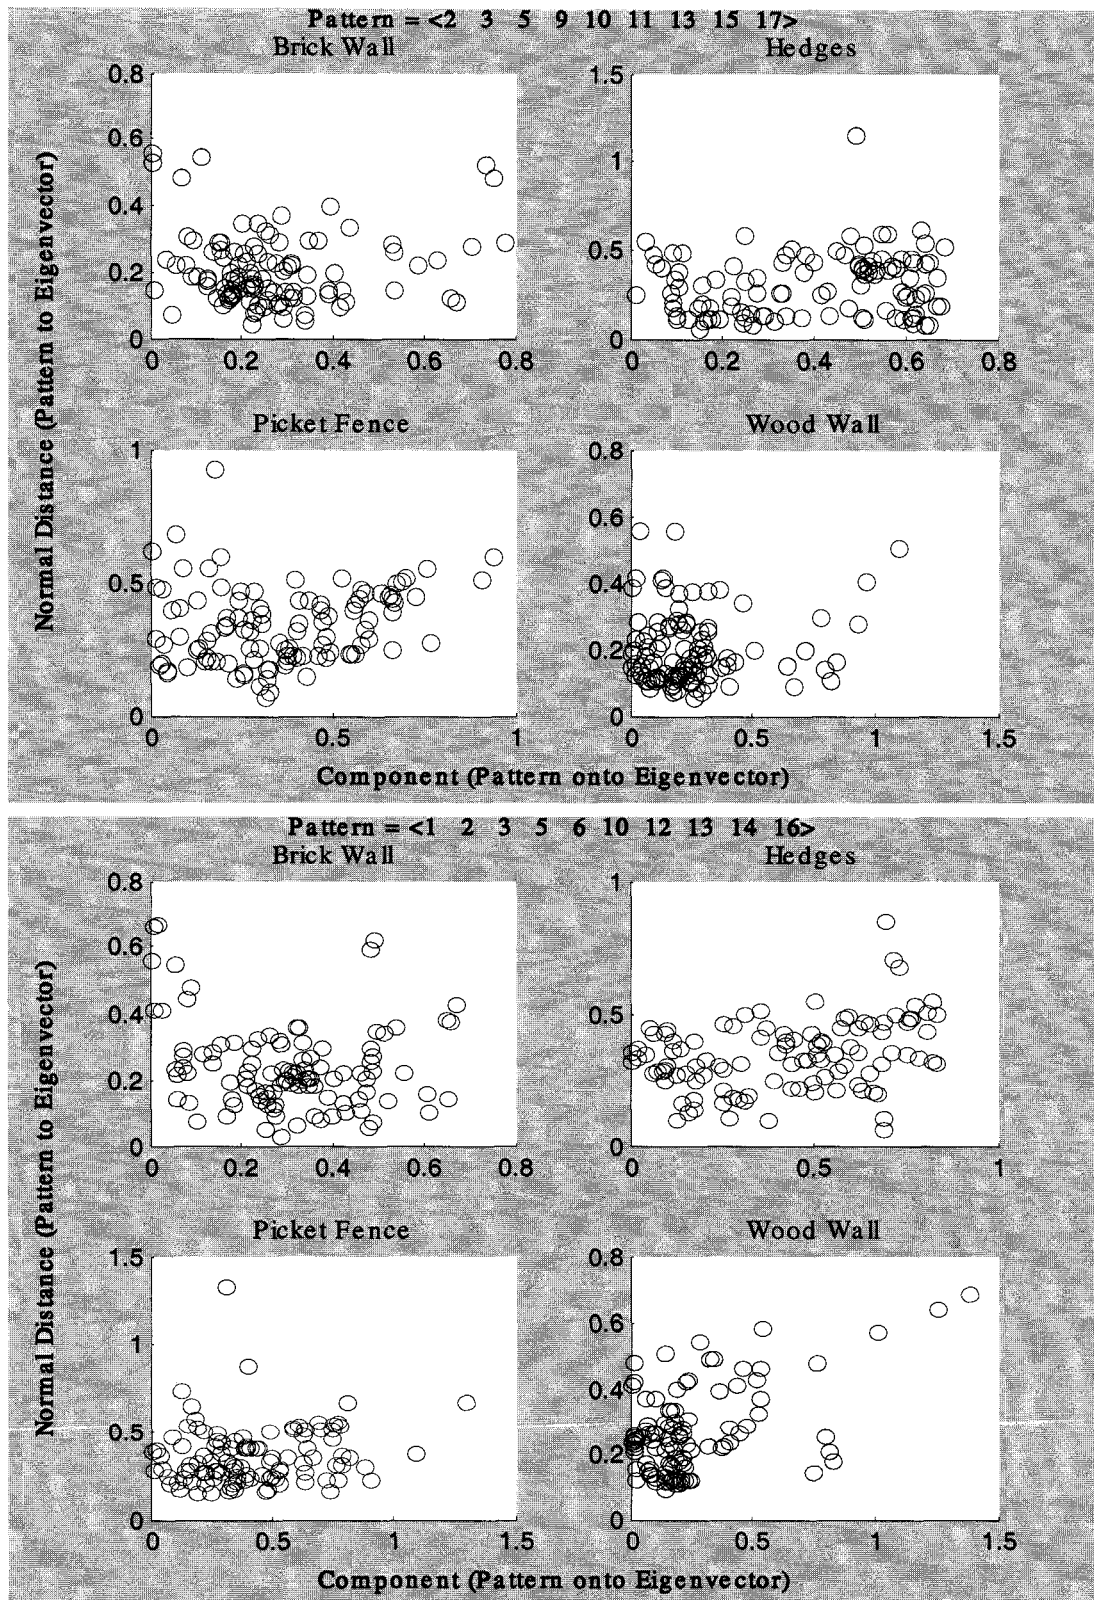 Pattern = <2 3 5 9 10 11 13 15 17>
Brick Wall
Hedges
0.8
0.6
0.4
0.2
0
0 0.2 0.4 0.6 0.8
1.5
1
0.5
0
0 0.2 0.4 0.6 0.8
Normal Distance (Pattern to Eigenvector)
Picket Fence
Wood Wall
1
0.5
0
0 0.5 1
0.8
0.6
0.4
0.2
0
0 0.5 1 1.5
Component (Pattern onto Eigenvector)
Pattern = <1 2 3 5 6 10 12 13 14 16>
Brick Wall
Hedges
0.8
0.6
0.4
0.2
0
0 0.2 0.4 0.6 0.8
1
0.5
0
0 0.5 1
Normal Distance (Pattern to Eigenvector)
Picket Fence
Wood Wall
1.5
1
0.5
0
0 0.5 1 1.5
0.8
0.6
0.4
0.2
0
0 0.5 1 1.5
Component (Pattern onto Eigenvector)